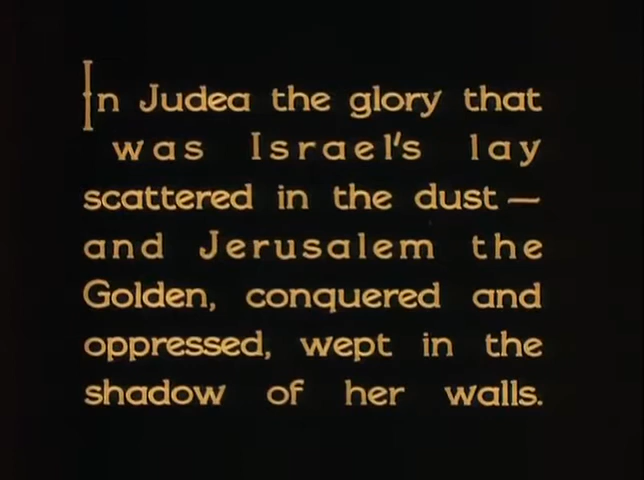 In Judea the glory that
was Israel's lay
scattered in the dust —
and Jerusalem the
Golden, conquered and
oppressed, wept in the
shadow of her walls.